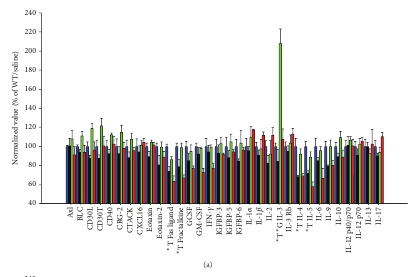 Normalized value (% of WT/saline)
240
220
200
180
160
140
120
100
80
60
40
Axl
BLC
CD30L
CD30T
CD40
CRG-2
CTACK
CXCL16
Eotaxin
Eotaxin-2
*T Fas ligand
*T Fractalkine
GCSF
GM-CSF
IFN-γ
IGFBP-3
IGFBP-5
IGFBP-6
IL-1α
IL-1β
IL-2
*T *G IL-3
IL-3 Rb
*T IL-4
*T IL-5
IL-6
IL-9
IL-10
IL-12 p40/p70
IL-12 p70
IL-13
IL-17
(a)